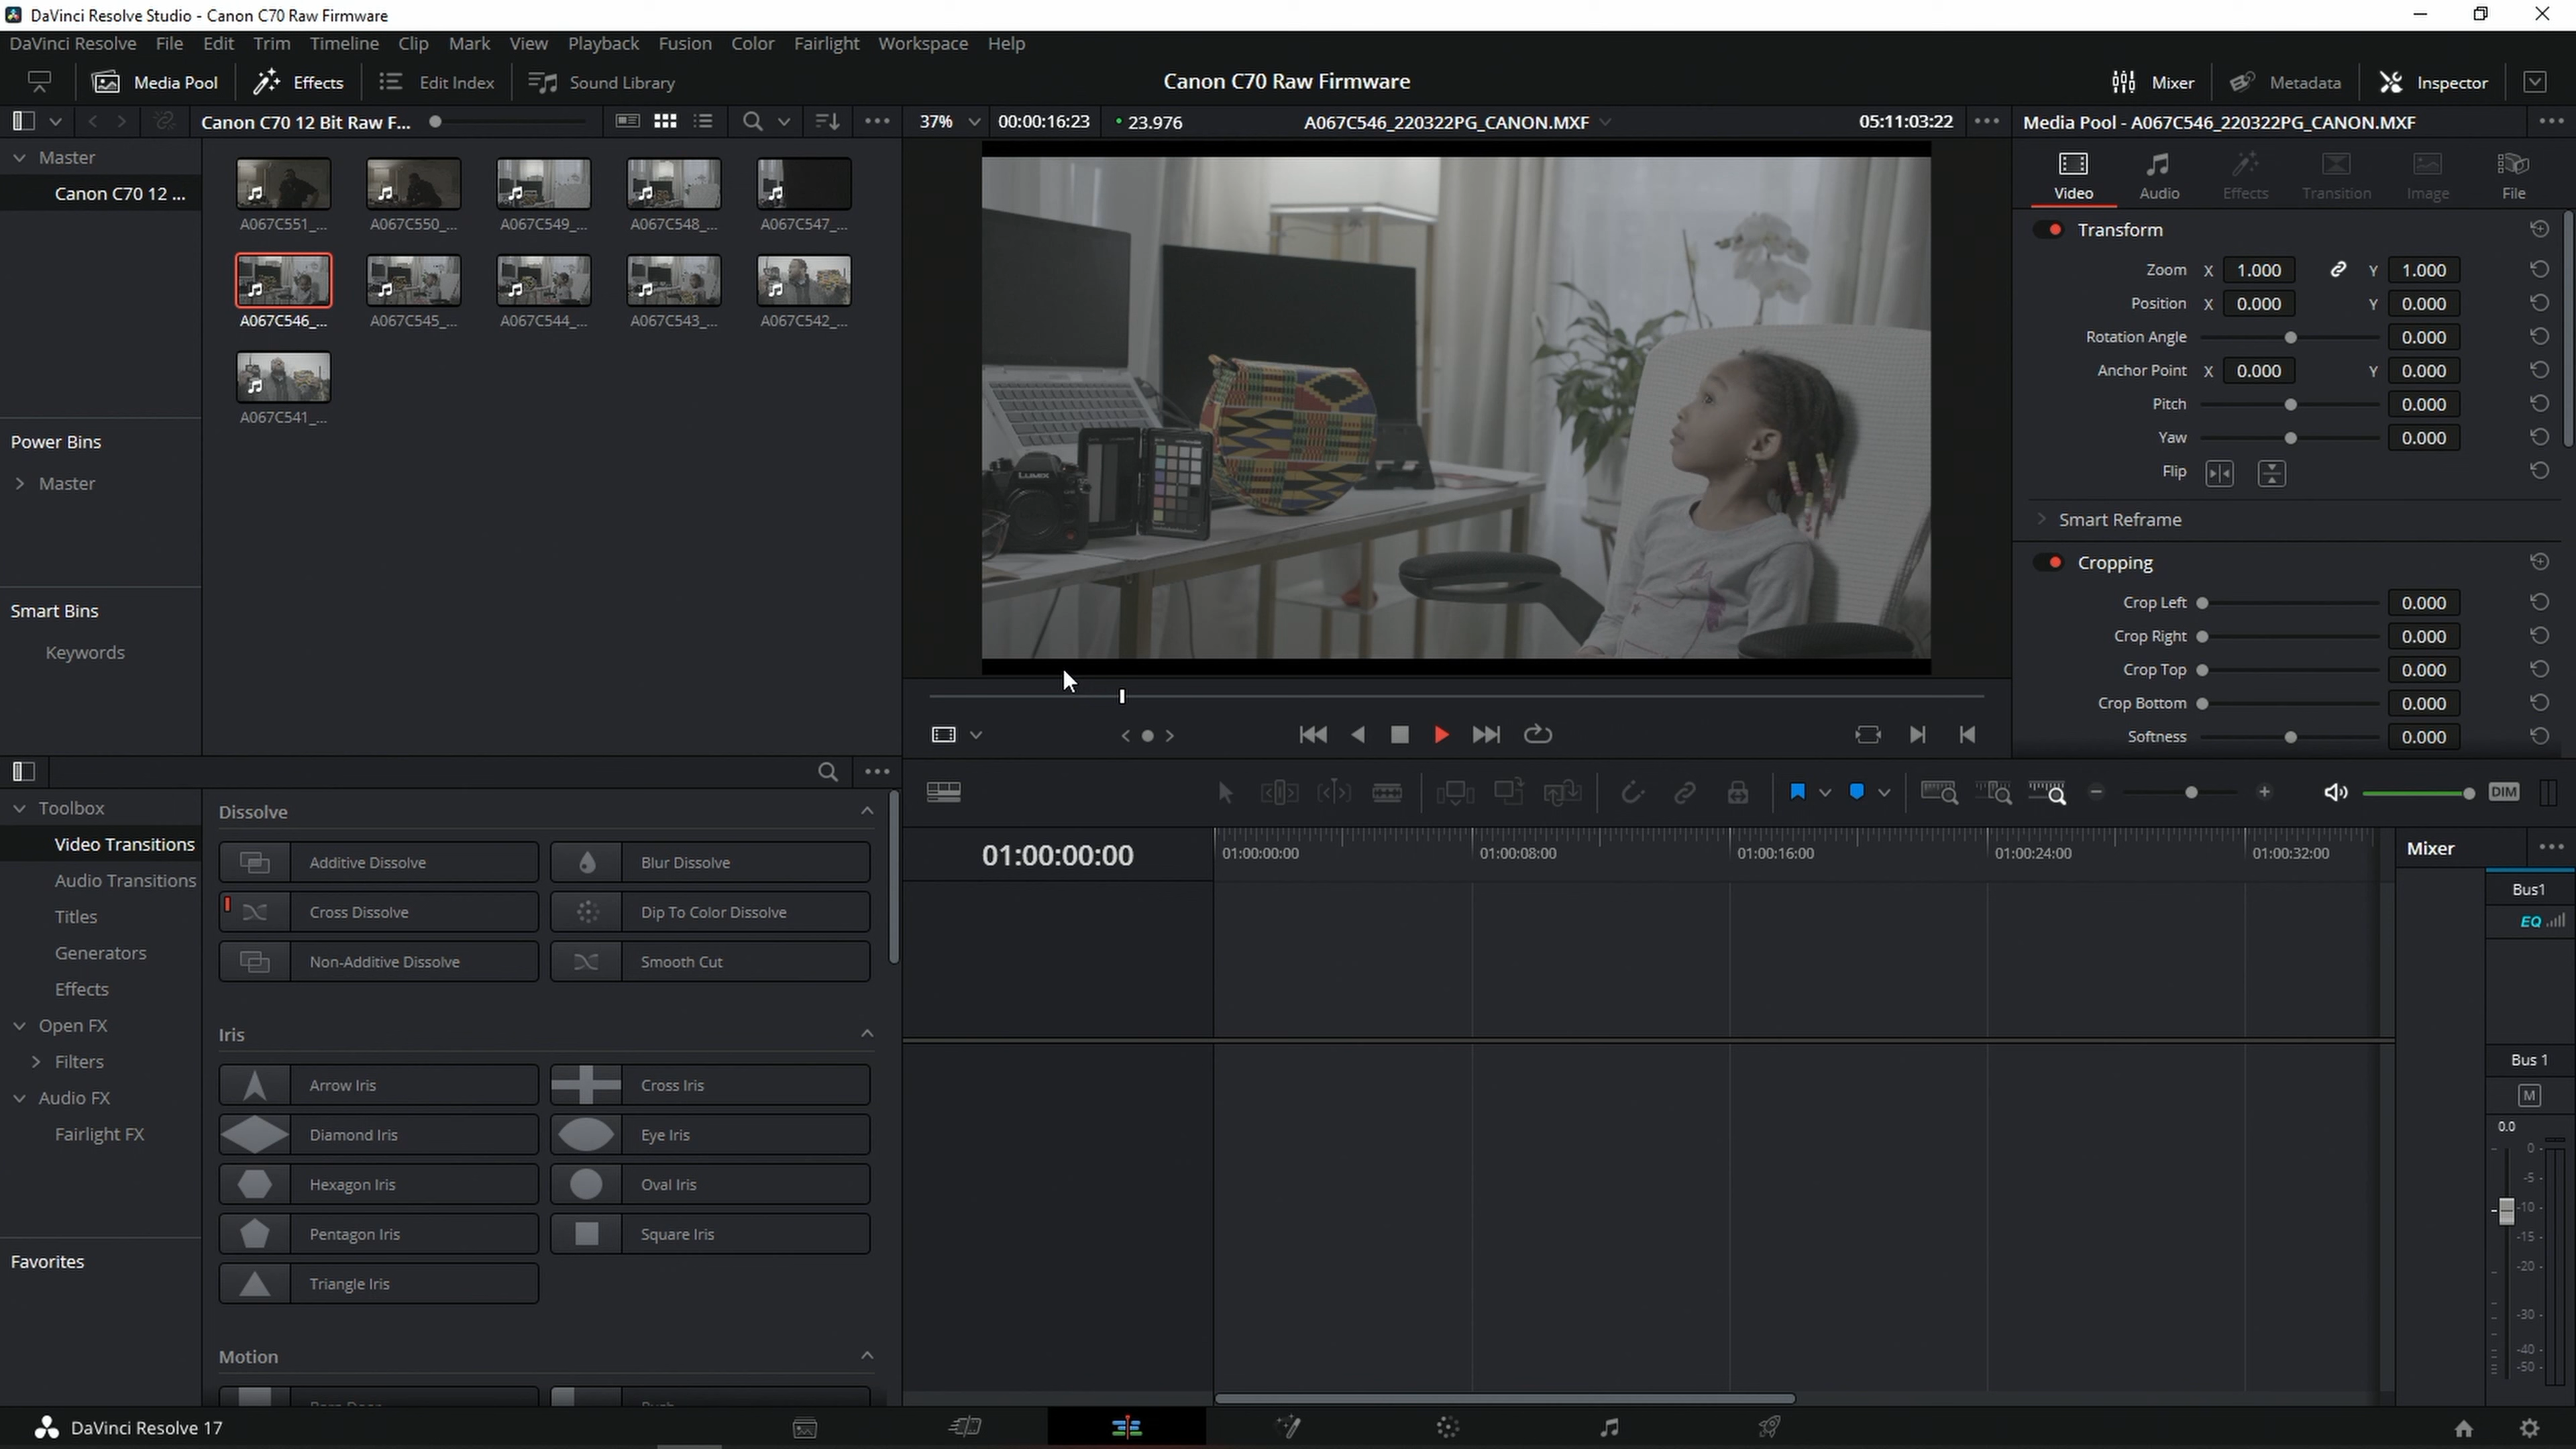 DaVinci Resolve Studio - Canon C70 Raw Firmware
DaVinci Resolve File Edit Trim Timeline Clip Mark View Playback Fusion Color Fairlight Workspace Help
Media Pool Effects Edit Index Sound Library Canon C70 Raw Firmware Mixer Metadata Inspector
Canon C70 12 Bit Raw F... 37% 00:00:16:23 23.976 A067C546_220322PG_CANON.MXF 05:11:03:22 Media Pool - A067C546_220322PG_CANON.MXF
Master
Canon C70 12 ...
Power Bins
Master
Smart Bins
Keywords
A067C551_... A067C550_... A067C549_... A067C548_... A067C547_...
A067C546_... A067C545_... A067C544_... A067C543_... A067C542_...
A067C541_...
LUMIX
Video Audio Effects Transition Image File
Transform
Zoom X 1.000 Y 1.000
Position X 0.000 Y 0.000
Rotation Angle 0.000
Anchor Point X 0.000 Y 0.000
Pitch 0.000
Yaw 0.000
Flip
Smart Reframe
Cropping
Crop Left 0.000
Crop Right 0.000
Crop Top 0.000
Crop Bottom 0.000
Softness 0.000
Toolbox
Video Transitions
Audio Transitions
Titles
Generators
Effects
Open FX
Filters
Audio FX
Fairlight FX
Favorites
Dissolve
Additive Dissolve Blur Dissolve
Cross Dissolve Dip To Color Dissolve
Non-Additive Dissolve Smooth Cut
Iris
Arrow Iris Cross Iris
Diamond Iris Eye Iris
Hexagon Iris Oval Iris
Pentagon Iris Square Iris
Triangle Iris
Motion
DIM
01:00:00:00 01:00:00:00 01:00:08:00 01:00:16:00 01:00:24:00 01:00:32:00
Mixer
Bus1
EQ
Bus 1
M
0.0
0
-5
-10
-15
-20
-30
-40
-50
DaVinci Resolve 17